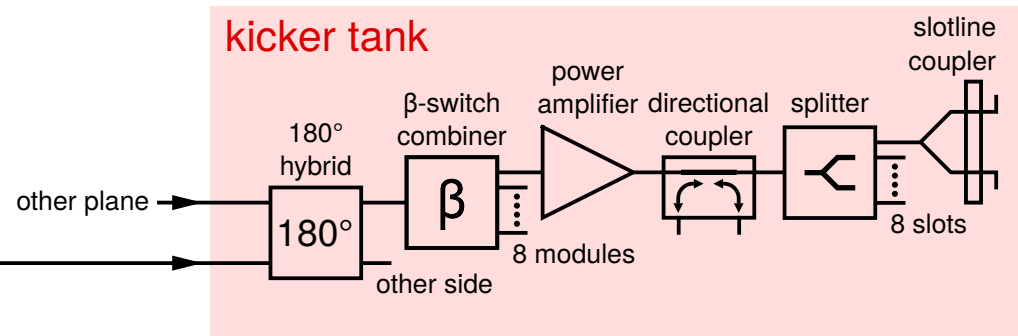 kicker tank
slotline
coupler
power
amplifier
directional
coupler
splitter
β-switch
combiner
180°
hybrid
other plane
180°
β
8 modules
8 slots
other side